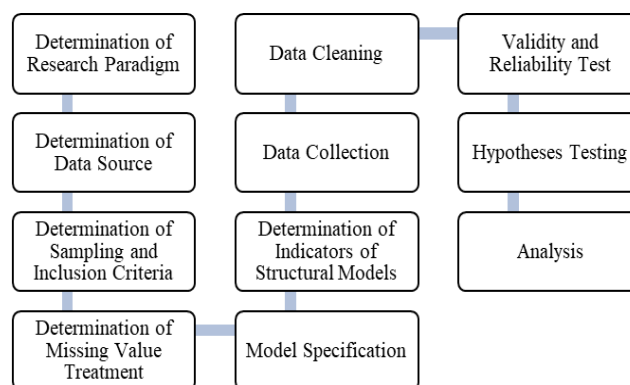 Determination of
Research Paradigm
Determination of
Data Source
Determination of
Sampling and
Inclusion Criteria
Determination of
Missing Value
Treatment
Model Specification
Determination of
Indicators of
Structural Models
Data Collection
Data Cleaning
Validity and
Reliability Test
Hypotheses Testing
Analysis